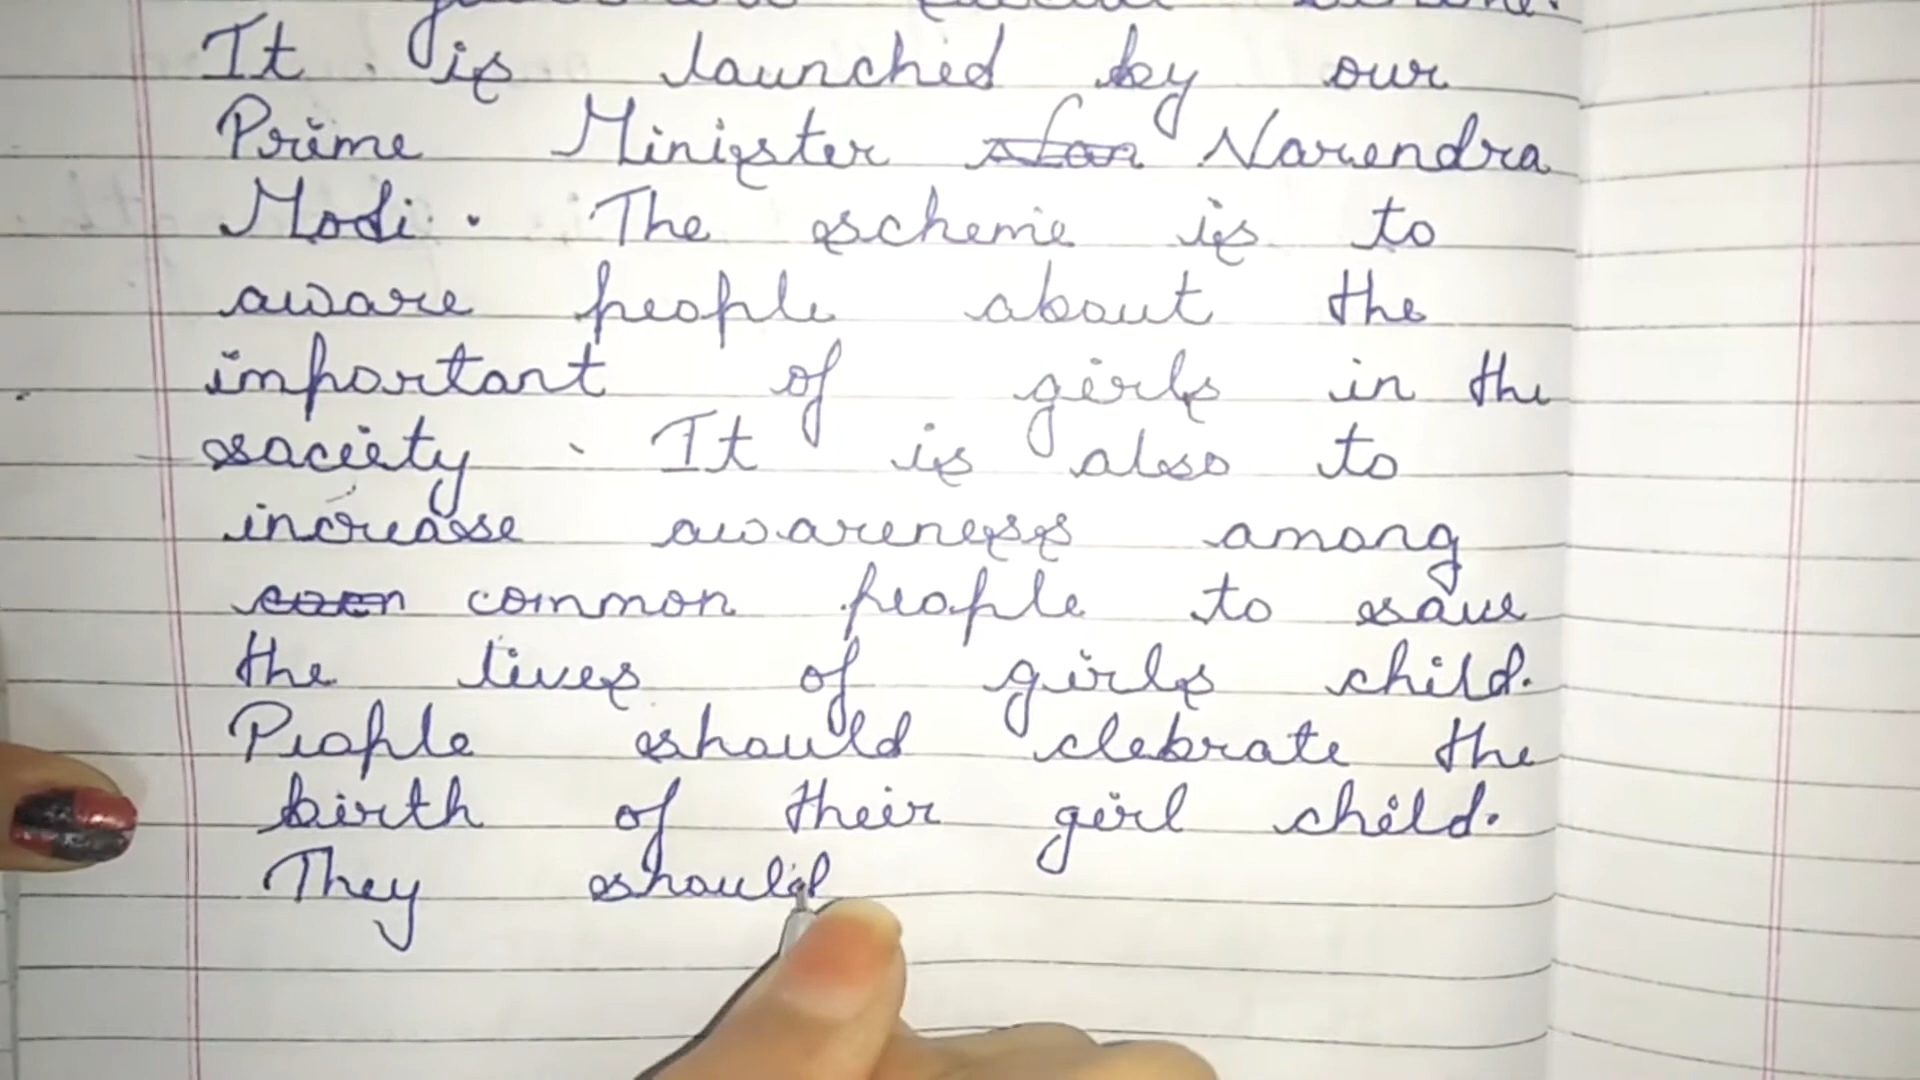 It is launched by our
Prime Minister Narendra
Modi. The scheme is to
aware people about the
important of girls in the
society. It is also to
increase awareness among
common people to save
the lives of girls child.
People should clebrate the
birth of their girl child.
They should